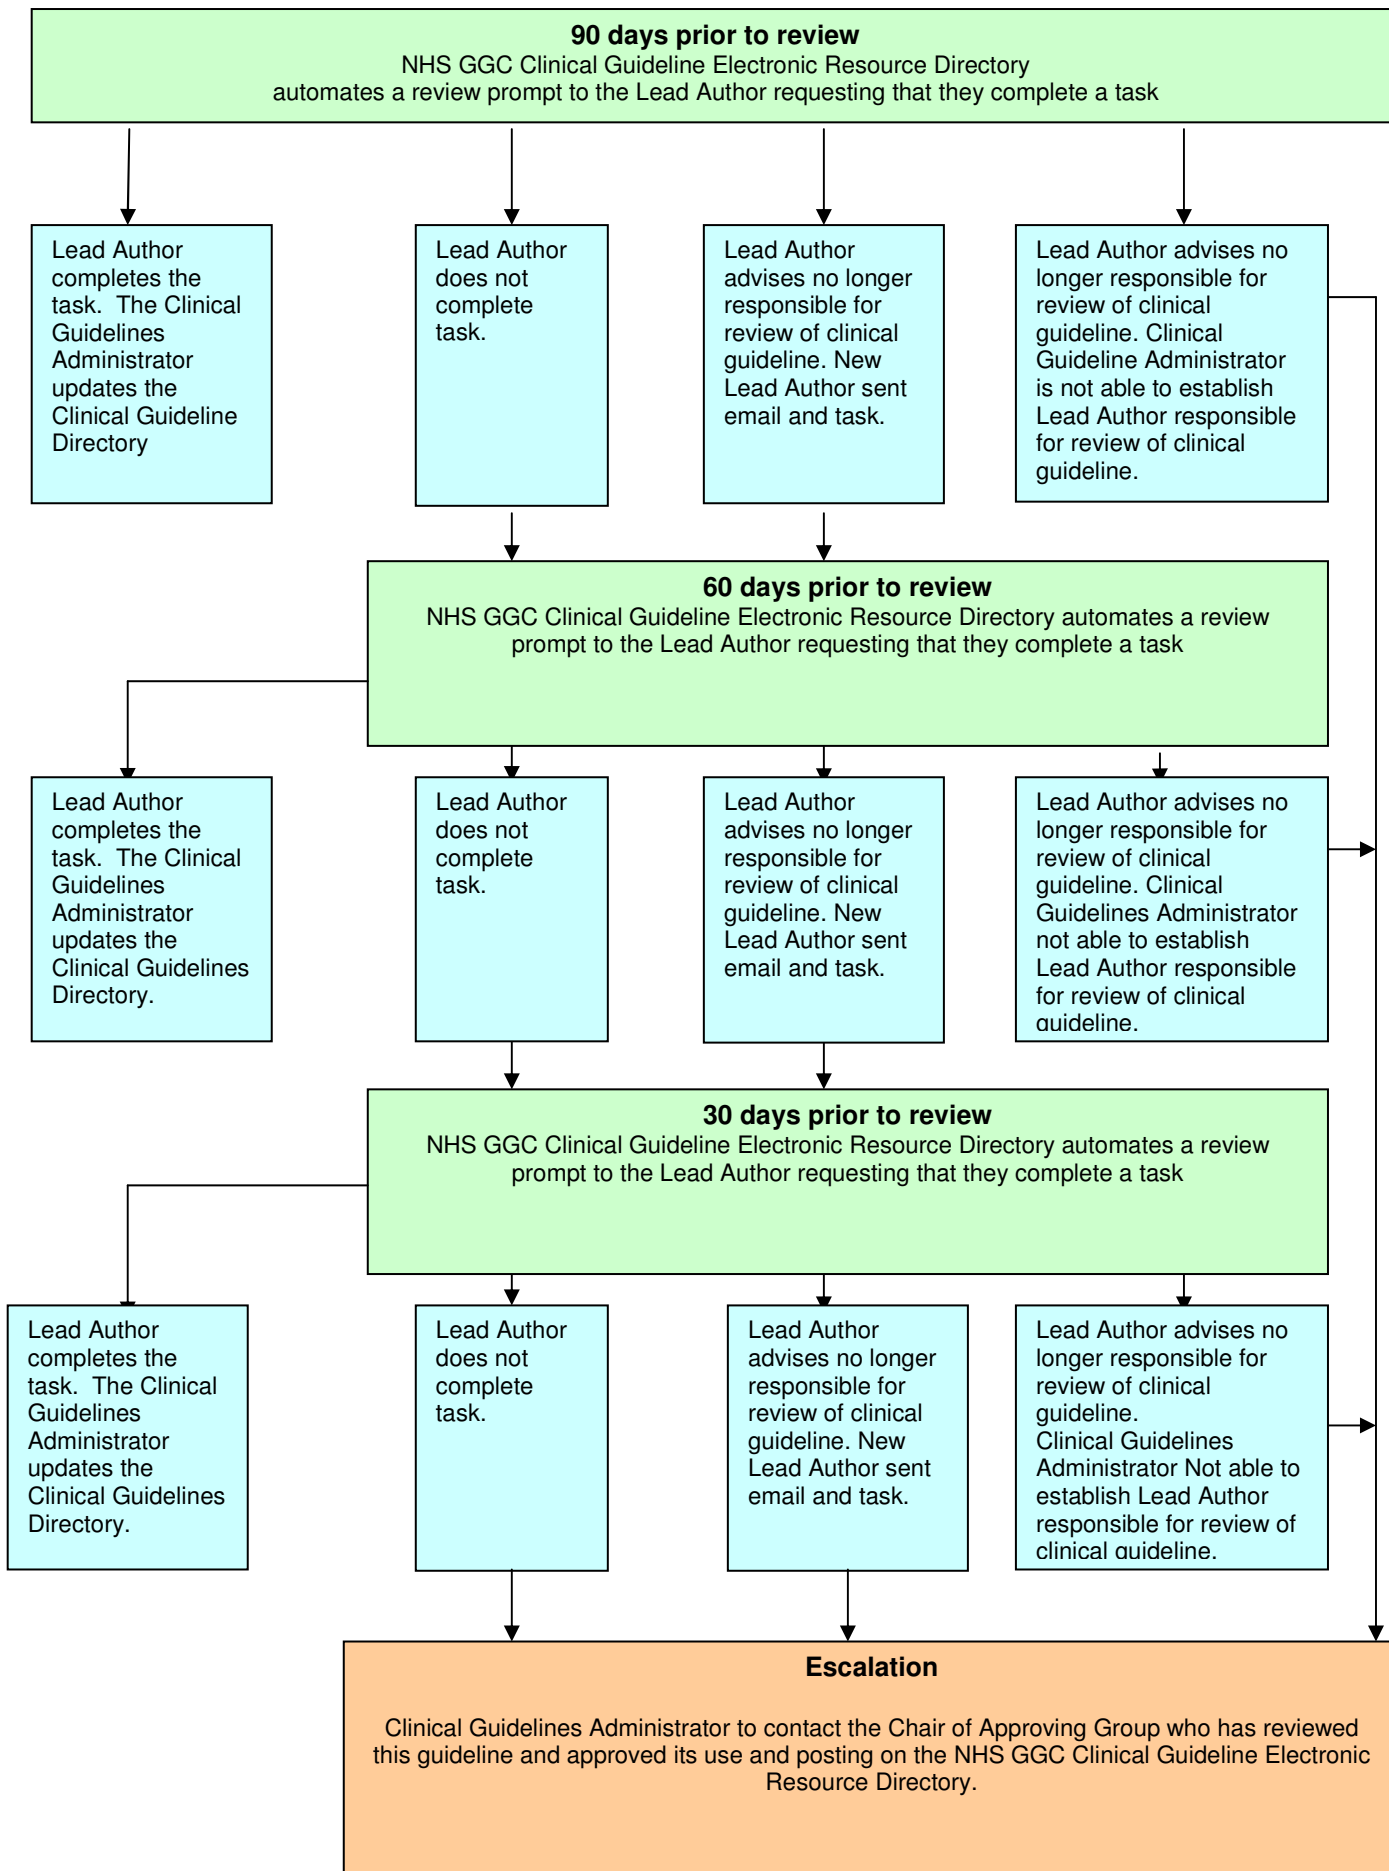 90 days prior to review
NHS GGC Clinical Guideline Electronic Resource Directory
automates a review prompt to the Lead Author requesting that they complete a task
Lead Author
completes the
task. The Clinical
Guidelines
Administrator
updates the
Clinical Guideline
Directory
Lead Author
does not
complete
task.
Lead Author
advises no longer
responsible for
review of clinical
guideline. New
Lead Author sent
email and task.
Lead Author advises no
longer responsible for
review of clinical
guideline. Clinical
Guideline Administrator
is not able to establish
Lead Author responsible
for review of clinical
guideline.
60 days prior to review
NHS GGC Clinical Guideline Electronic Resource Directory automates a review
prompt to the Lead Author requesting that they complete a task
Lead Author
completes the
task. The Clinical
Guidelines
Administrator
updates the
Clinical Guidelines
Directory.
Lead Author
does not
complete
task.
Lead Author
advises no longer
responsible for
review of clinical
guideline. New
Lead Author sent
email and task.
Lead Author advises no
longer responsible for
review of clinical
guideline. Clinical
Guidelines Administrator
not able to establish
Lead Author responsible
for review of clinical
guideline.
30 days prior to review
NHS GGC Clinical Guideline Electronic Resource Directory automates a review
prompt to the Lead Author requesting that they complete a task
Lead Author
completes the
task. The Clinical
Guidelines
Administrator
updates the
Clinical Guidelines
Directory.
Lead Author
does not
complete
task.
Lead Author
advises no longer
responsible for
review of clinical
guideline. New
Lead Author sent
email and task.
Lead Author advises no
longer responsible for
review of clinical
guideline.
Clinical Guidelines
Administrator Not able to
establish Lead Author
responsible for review of
clinical guideline.
Escalation
Clinical Guidelines Administrator to contact the Chair of Approving Group who has reviewed
this guideline and approved its use and posting on the NHS GGC Clinical Guideline Electronic
Resource Directory.